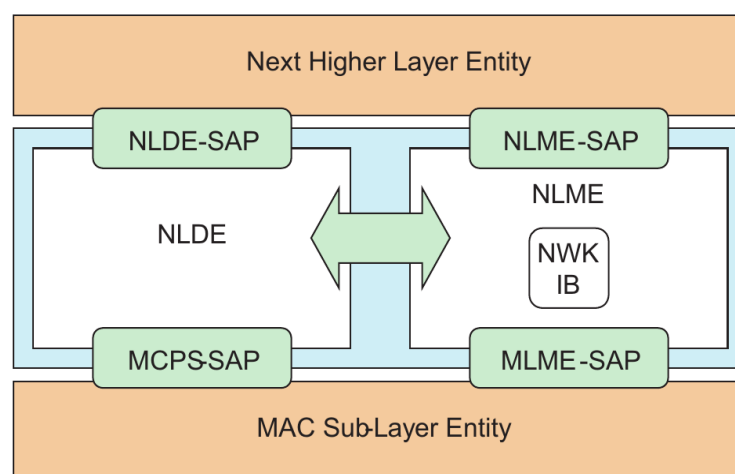 Next Higher Layer Entity
NLDE-SAP
NLME-SAP
NLME
NLDE
NWK
IB
MCPS-SAP
MLME-SAP
MAC Sub-Layer Entity